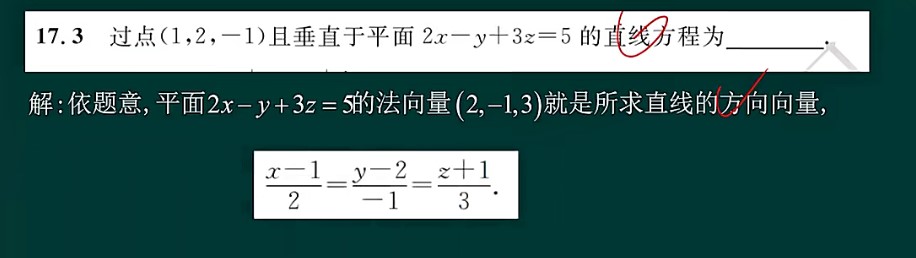 17.3 过点(1,2,-1)且垂直于平面 2x-y+3z=5 的直线方程为________.
解:依题意,平面2x-y+3z=5的法向量(2,-1,3)就是所求直线的方向向量,
\frac{x-1}{2}=\frac{y-2}{-1}=\frac{z+1}{3}.